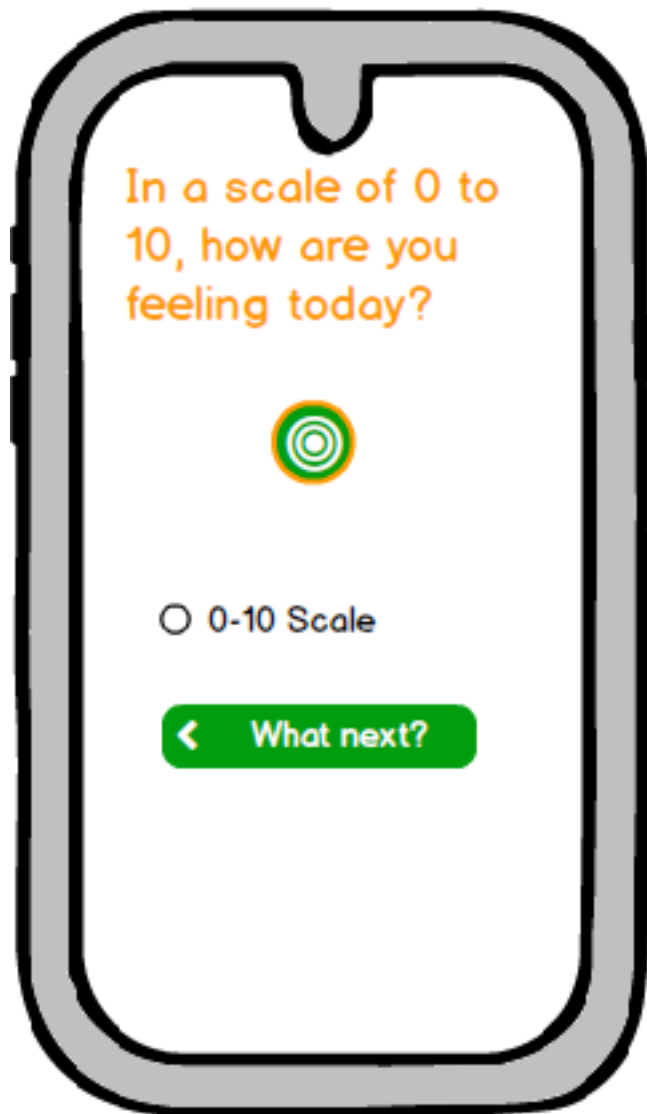 In a scale of 0 to
10, how are you
feeling today?
0-10 Scale
What next?